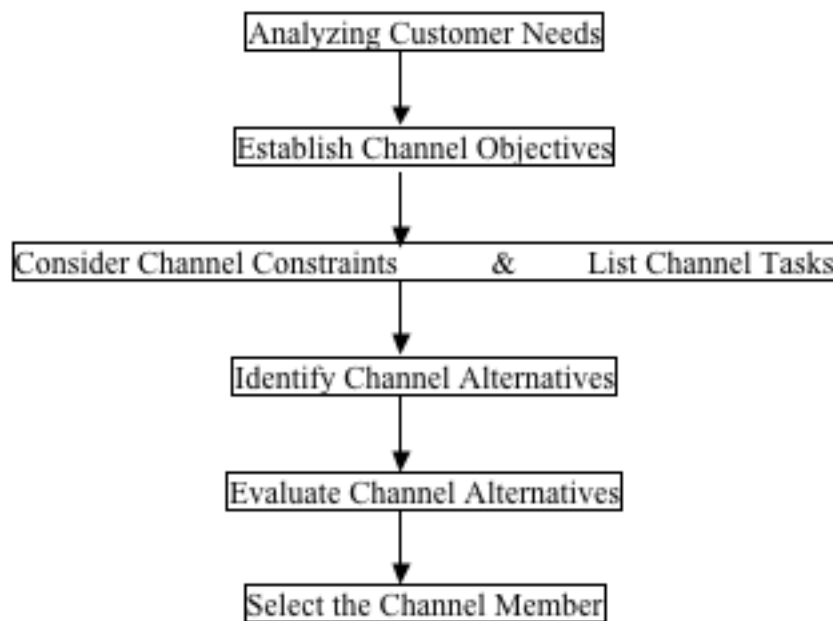 Analyzing Customer Needs
Establish Channel Objectives
Consider Channel Constraints & List Channel Tasks
Identify Channel Alternatives
Evaluate Channel Alternatives
Select the Channel Member